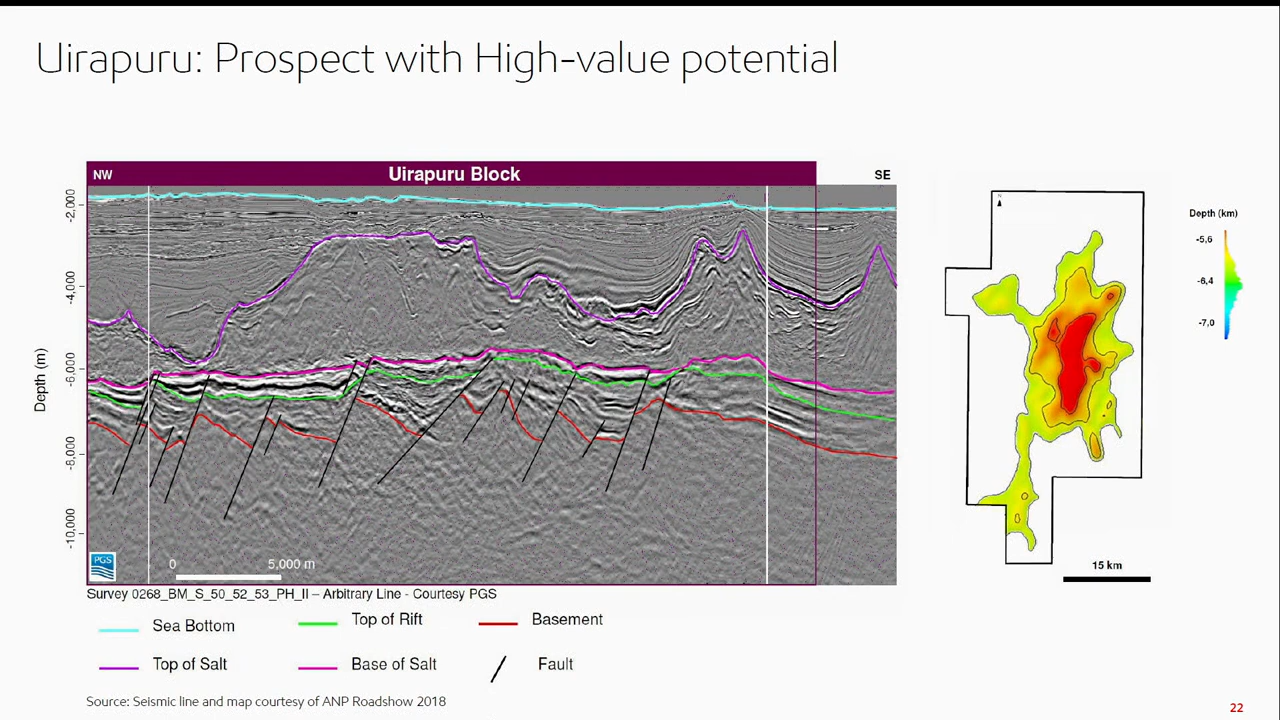 Uirapuru: Prospect with High-value potential
NW
Uirapuru Block
SE
Depth (m)
-2,000
-4,000
-6,000
-8,000
-10,000
PGS
0
5,000 m
N
Depth (km)
-5,6
-6,4
-7,0
15 km
Survey 0268_BM_S_50_52_53_PH_II – Arbitrary Line - Courtesy PGS
Sea Bottom
Top of Rift
Basement
Top of Salt
Base of Salt
Fault
Source: Seismic line and map courtesy of ANP Roadshow 2018
22